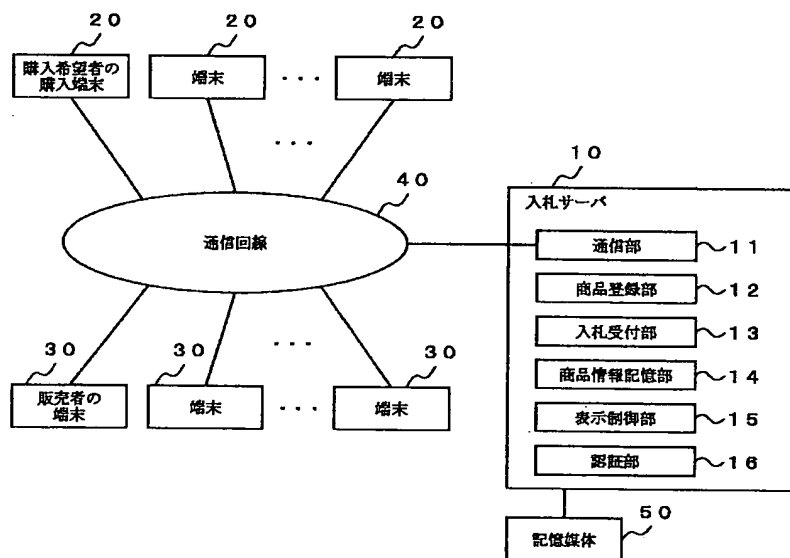 20
20
20
購入希望者の
購入端末
端末
・・・
端末
・・・
10
入札サーバ
40
通信回線
通信部
11
商品登録部
12
入札受付部
13
商品情報記憶部
14
表示制御部
15
認証部
16
・・・
30
30
30
販売者の
端末
端末
・・・
端末
50
記憶媒体